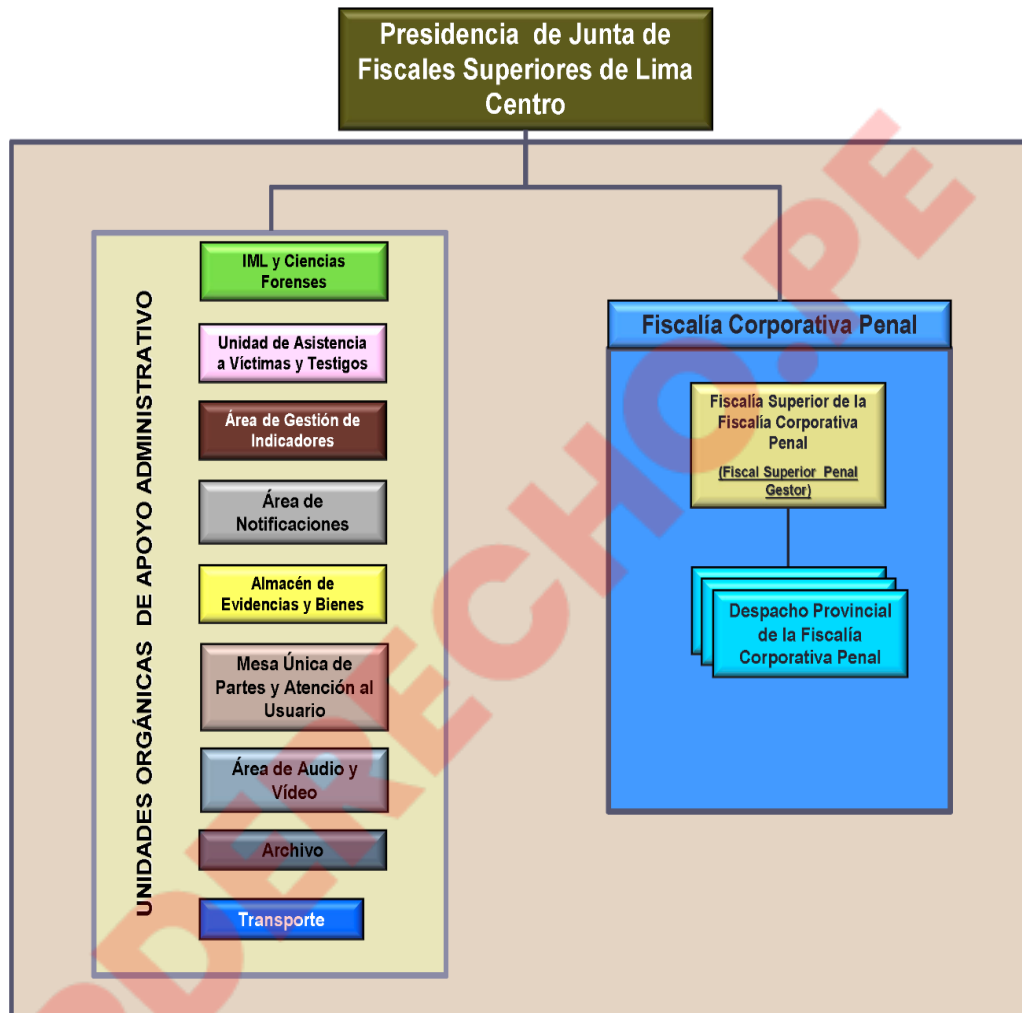 Presidencia de Junta de
Fiscales Superiores de Lima
Centro
UNIDADES ORGÁNICAS DE APOYO ADMINISTRATIVO
IML y Ciencias
Forenses
Unidad de Asistencia
a Víctimas y Testigos
Área de Gestión de
Indicadores
Área de
Notificaciones
Almacén de
Evidencias y Bienes
Mesa Única de
Partes y Atención al
Usuario
Área de Audio y
Vídeo
Archivo
Transporte
Fiscalía Corporativa Penal
Fiscalía Superior de la
Fiscalía Corporativa
Penal
(Fiscal Superior Penal
Gestor)
Despacho Provincial
de la Fiscalía
Corporativa Penal
PDERECHO.PE